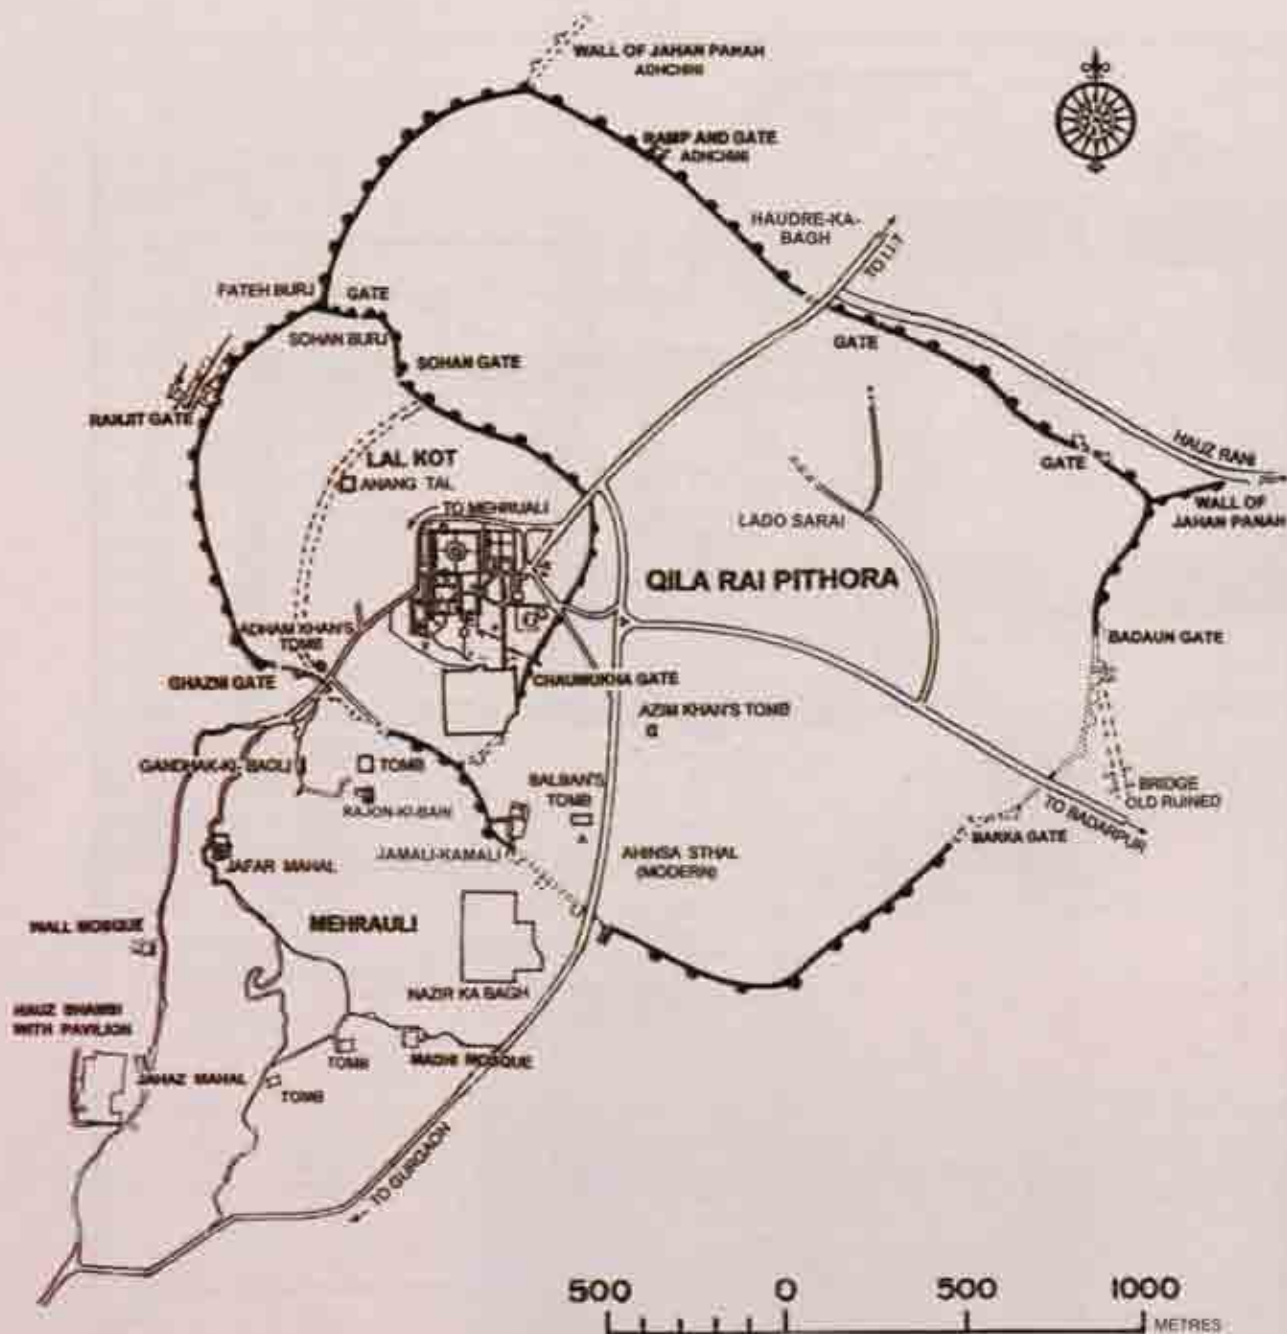 WALL OF JAHAN PANAH
ADHCHINI
RAMP AND GATE
ADHCHINI
HAUDRE-KA-
BAGH
TO I.I.T
FATEH BURJ
GATE
SOHAN BURJ
SOHAN GATE
GATE
RANJIT GATE
HAUZ RANI
LAL KOT
ANANG TAL
GATE
WALL OF
JAHAN PANAH
TO MEHRUALI
LADO SARAI
QILA RAI PITHORA
ADHAM KHAN'S
TOMB
BADAUN GATE
GHAZNI GATE
CHAUMUKHA GATE
AZIM KHAN'S TOMB
GANDHAK-KI-BAOLI
TOMB
BALBAN'S
TOMB
BRIDGE
OLD RUINED
RAJON-KI-BAIN
TO BADARPUR
BARKA GATE
JAMALI-KAMALI
AHINSA STHAL
(MODERN)
JAFAR MAHAL
MEHRAULI
WALL MOSQUE
NAZIR KA BAGH
HAUZ SHAMSI
WITH PAVILION
JAHAZ MAHAL
TOMB
MADHI MOSQUE
TOMB
TO GURGAON
500 0 500 1000
METRES